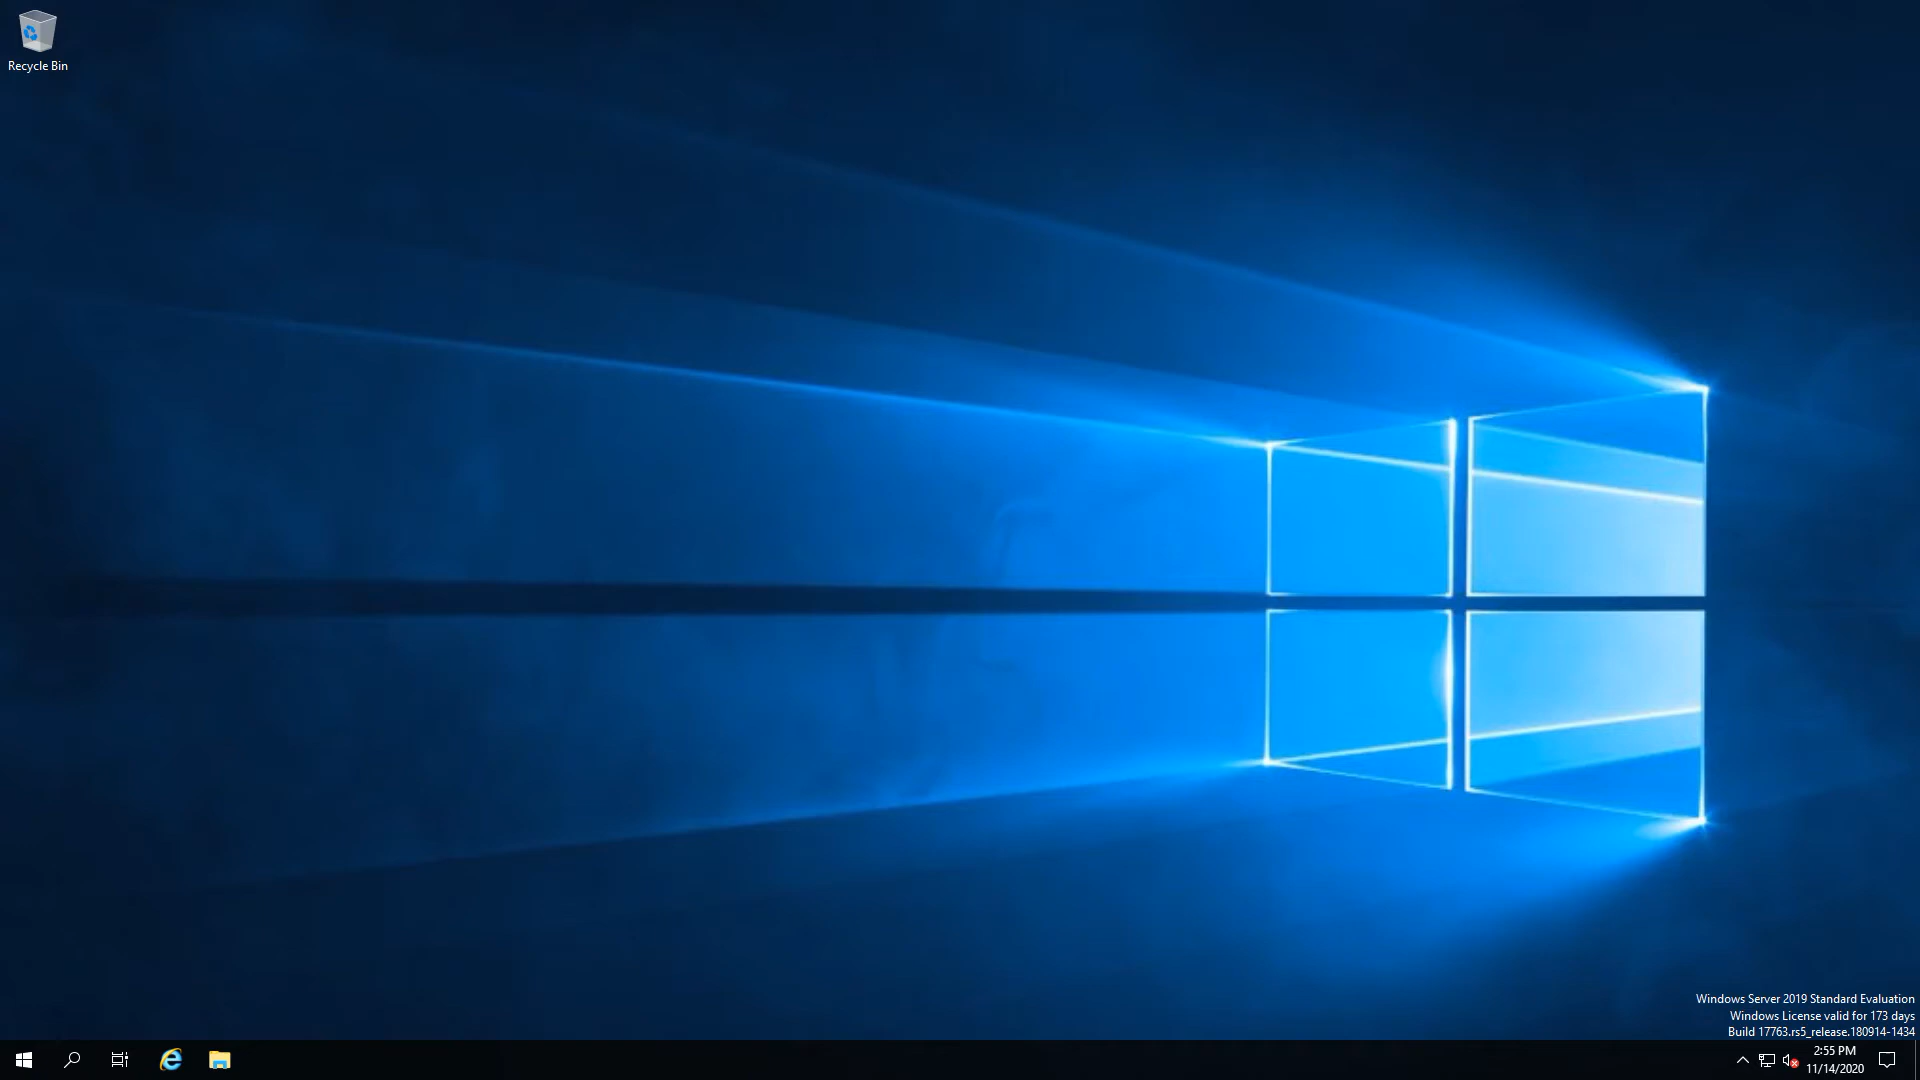 Recycle Bin
Windows Server 2019 Standard Evaluation
Windows License valid for 173 days
Build 17763.rs5_release.180914-1434
2:55 PM
11/14/2020